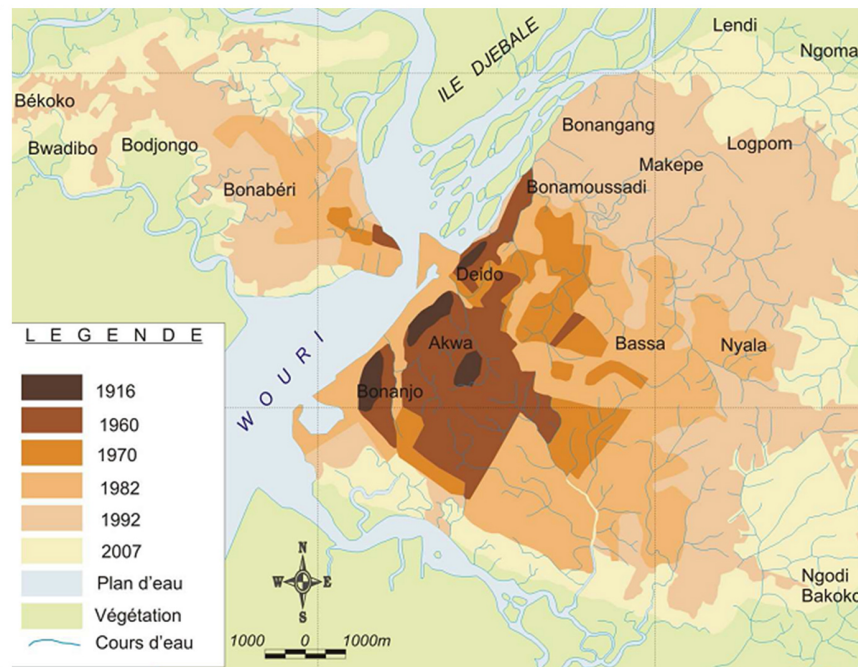 Lendi
Ngoma
ILE DJEBALE
Békoko
Bonangang
Bwadibo
Bodjongo
Makepe
Logpom
Bonabéri
Bonamoussadi
Deido
LEGENDE
WOURI
Akwa
Bassa
Nyala
Bonanjo
1916
1960
1970
1982
1992
2007
Plan d'eau
Végétation
Cours d'eau
N
W E
S
1000 0 1000m
Ngodi
Bakoko